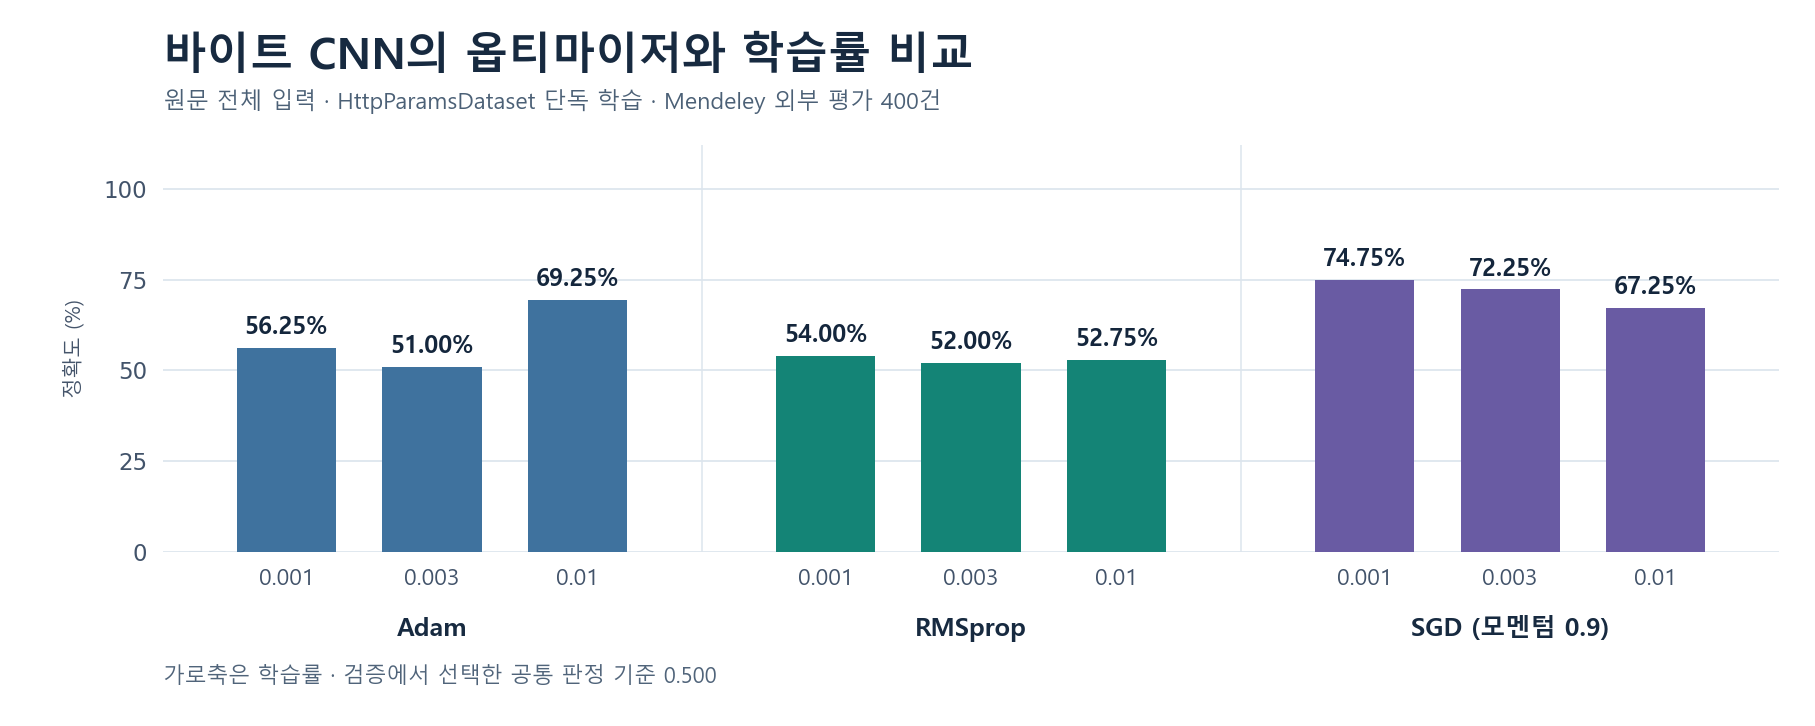 바이트 CNN의 옵티마이저와 학습률 비교
원문 전체 입력 · HttpParamsDataset 단독 학습 · Mendeley 외부 평가 400건
정확도 (%)
100
75
50
25
0
56.25%
51.00%
69.25%
54.00%
52.00%
52.75%
74.75%
72.25%
67.25%
0.001 0.003 0.01 0.001 0.003 0.01 0.001 0.003 0.01
Adam RMSprop SGD (모멘텀 0.9)
가로축은 학습률 · 검증에서 선택한 공통 판정 기준 0.500